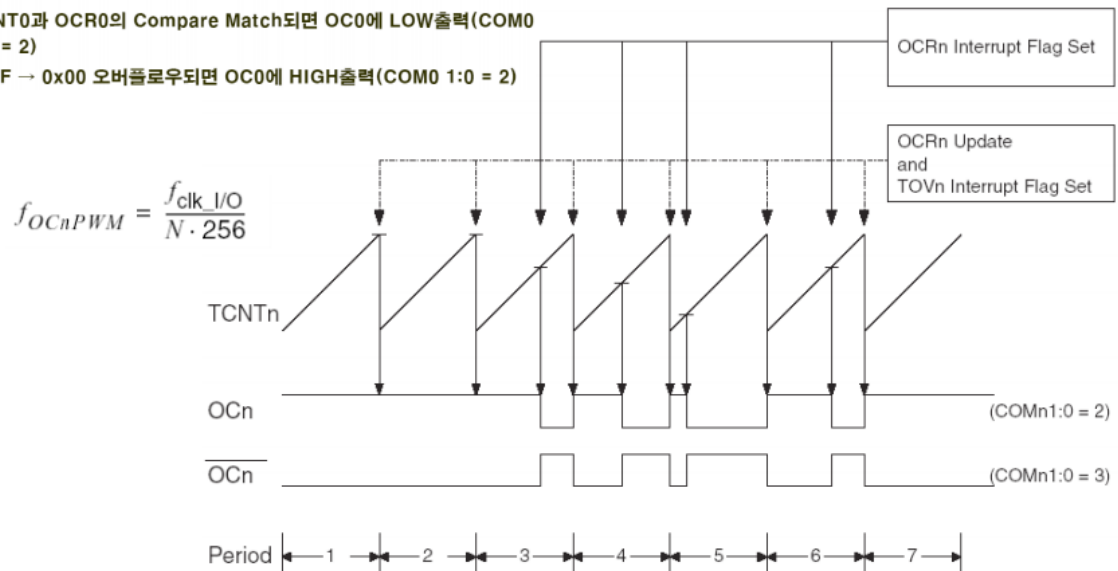 NT0과 OCR0의 Compare Match되면 OC0에 LOW출력(COM0
= 2)
F → 0x00 오버플로우되면 OC0에 HIGH출력(COM0 1:0 = 2)
OCRn Interrupt Flag Set
OCRn Update
and
TOVn Interrupt Flag Set
fOCnPWM = fclk_I/O / N · 256
TCNTn
OCn
(COMn1:0 = 2)
OCn
(COMn1:0 = 3)
Period 1 2 3 4 5 6 7